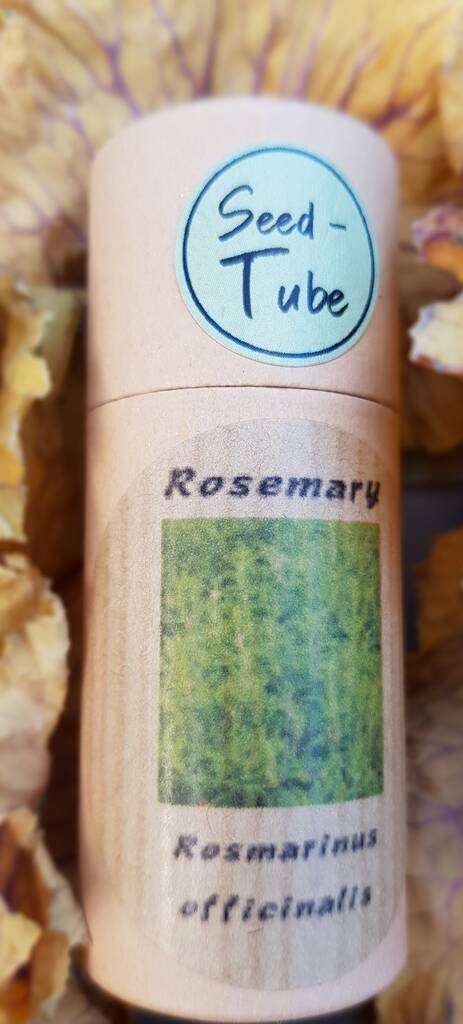 Seed -
Tube
Rosemary
Rosmarinus
officinalis